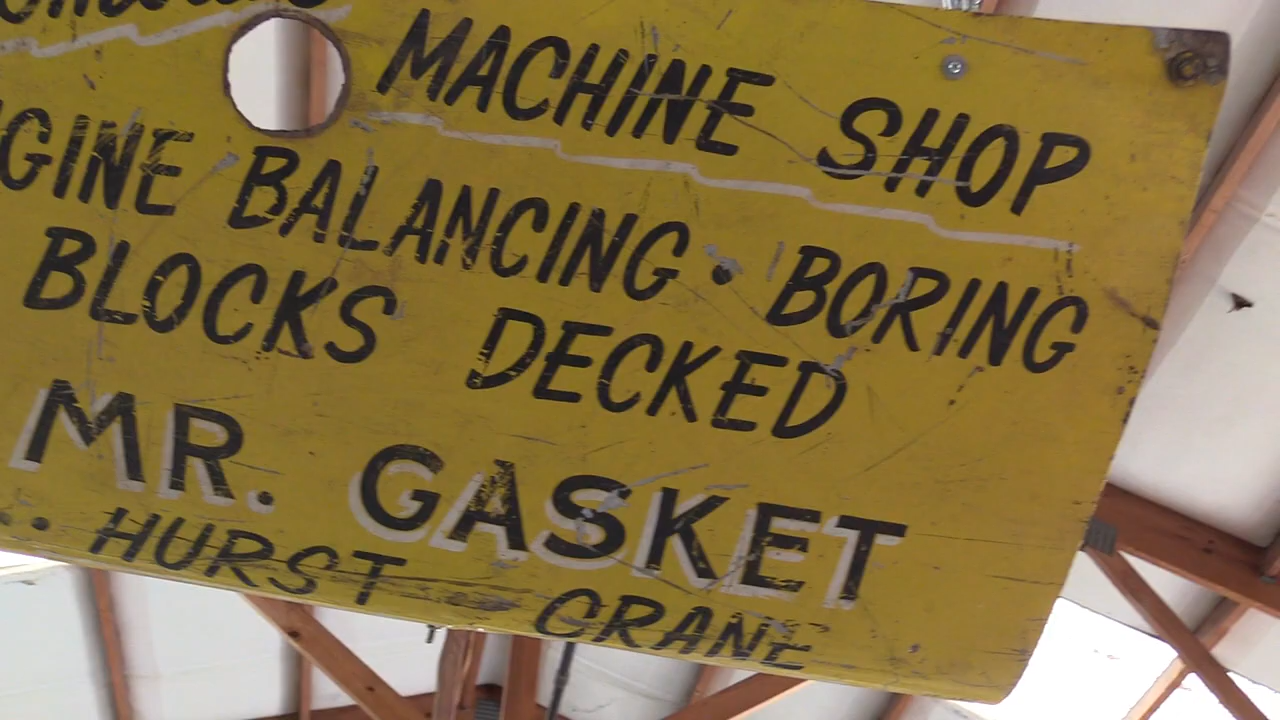 MACHINE SHOP
GINE BALANCING • BORING
BLOCKS DECKED
MR. GASKET
.. HURST CRANE